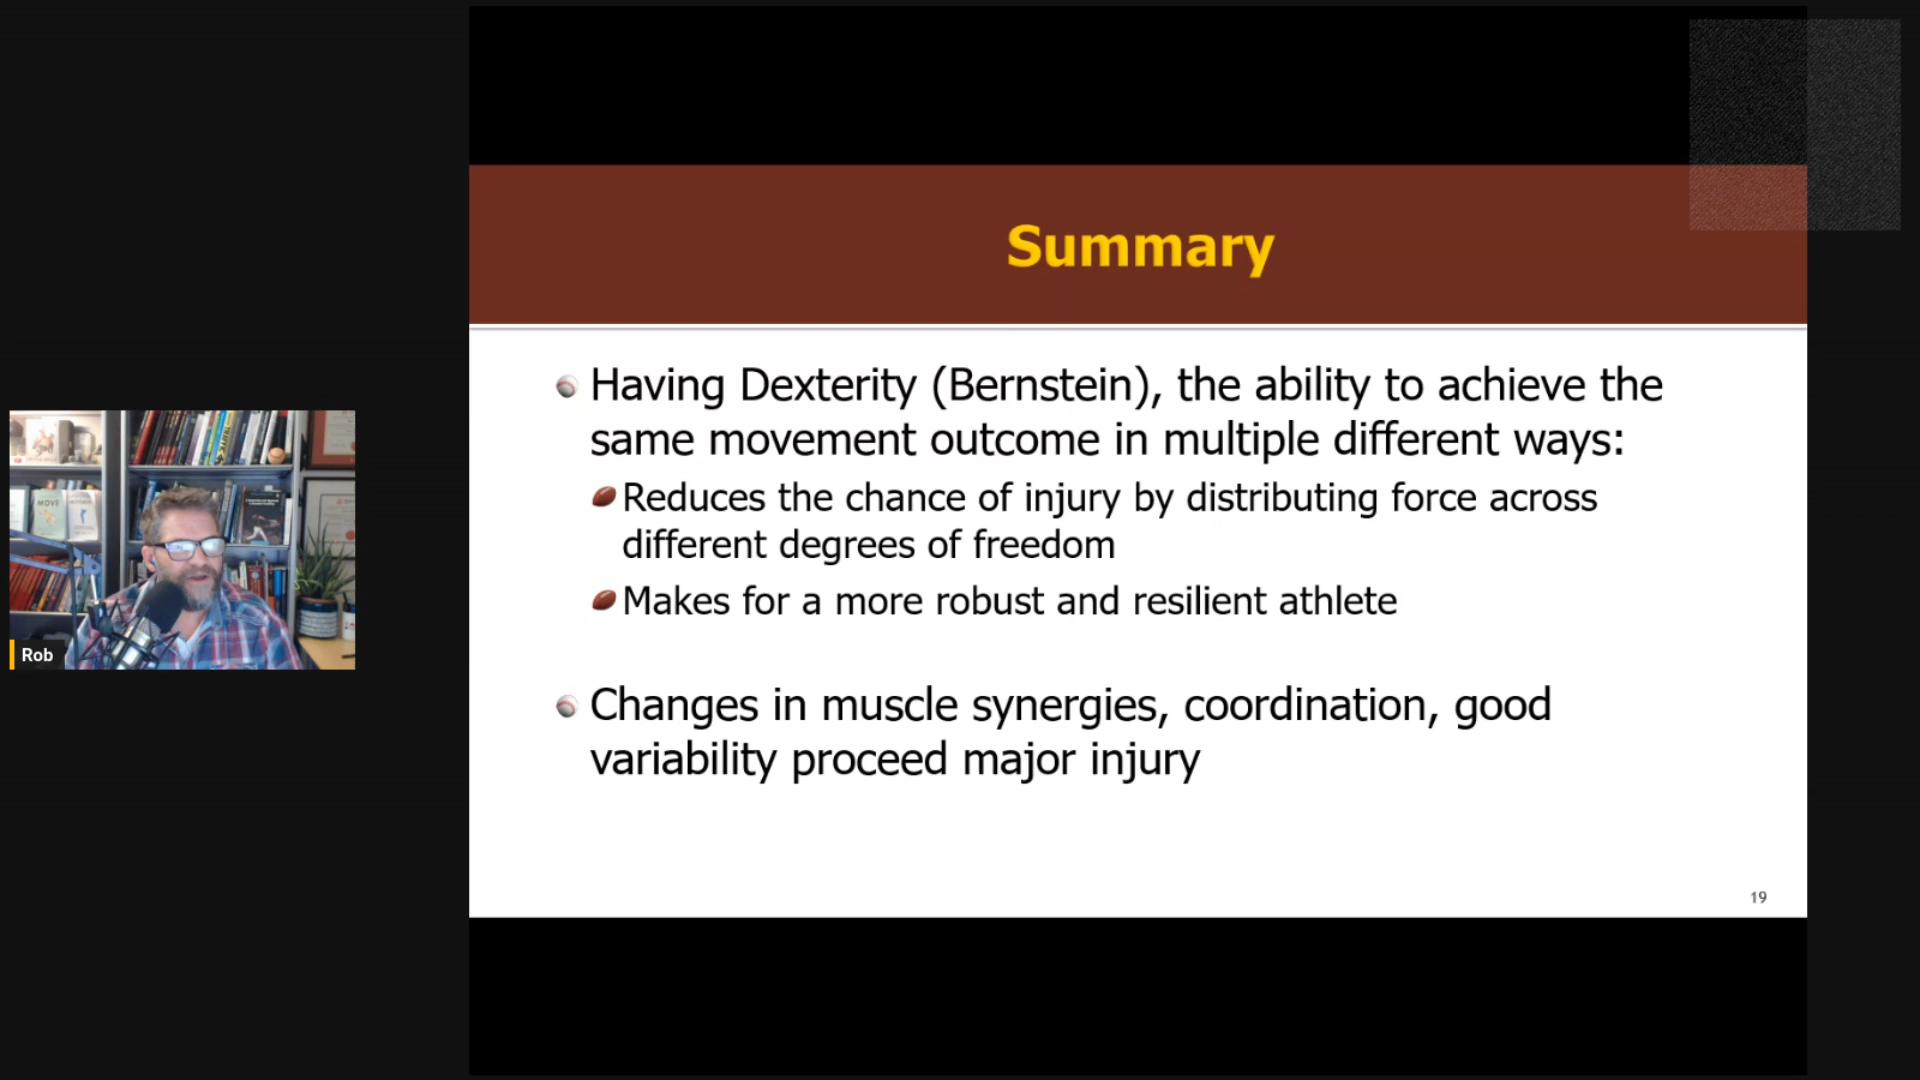 Summary
Having Dexterity (Bernstein), the ability to achieve the
same movement outcome in multiple different ways:
Reduces the chance of injury by distributing force across
different degrees of freedom
Makes for a more robust and resilient athlete
Changes in muscle synergies, coordination, good
variability proceed major injury
19
MOVE
Rob